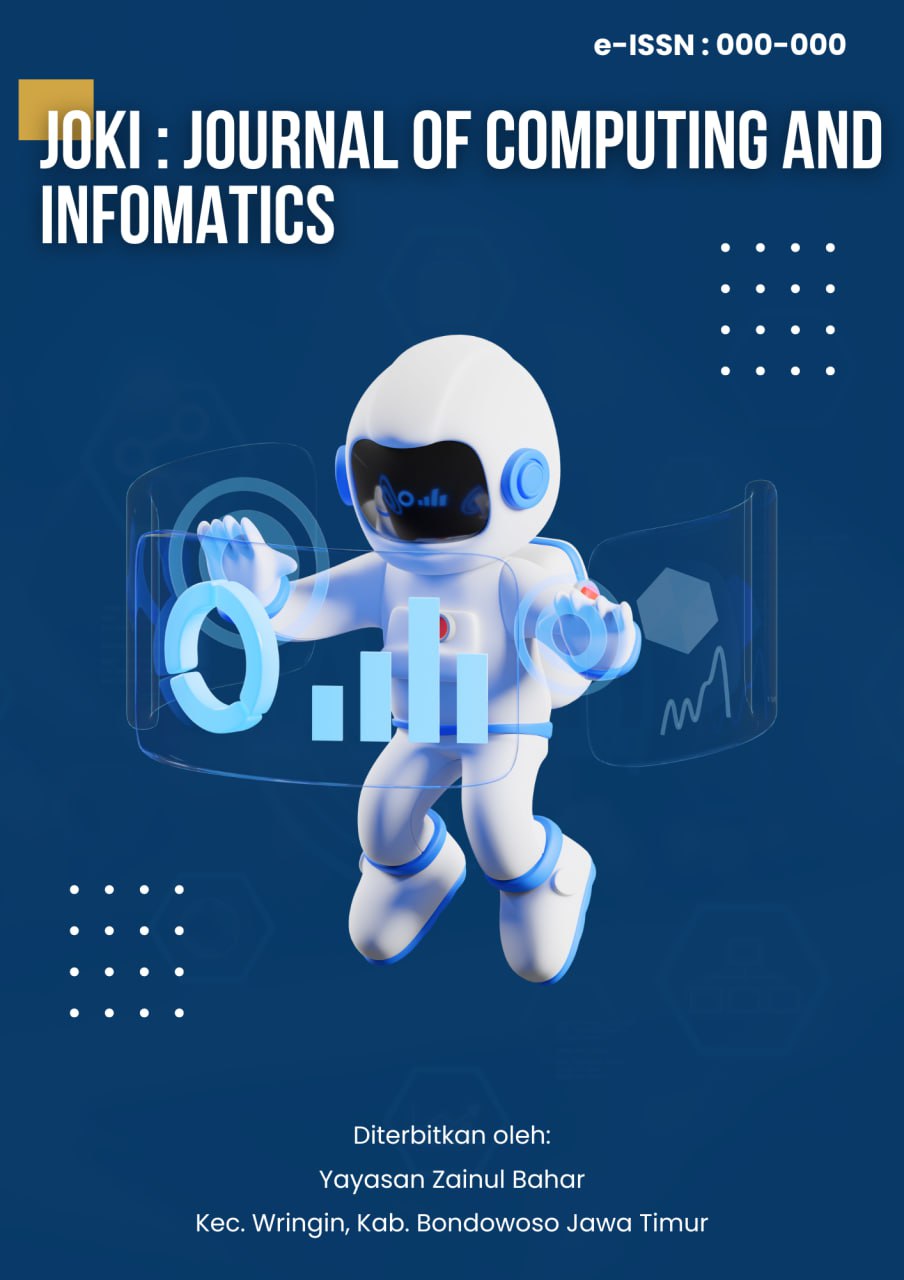 e-ISSN : 000-000
JOKI : JOURNAL OF COMPUTING AND
INFOMATICS
Diterbitkan oleh:
Yayasan Zainul Bahar
Kec. Wringin, Kab. Bondowoso Jawa Timur